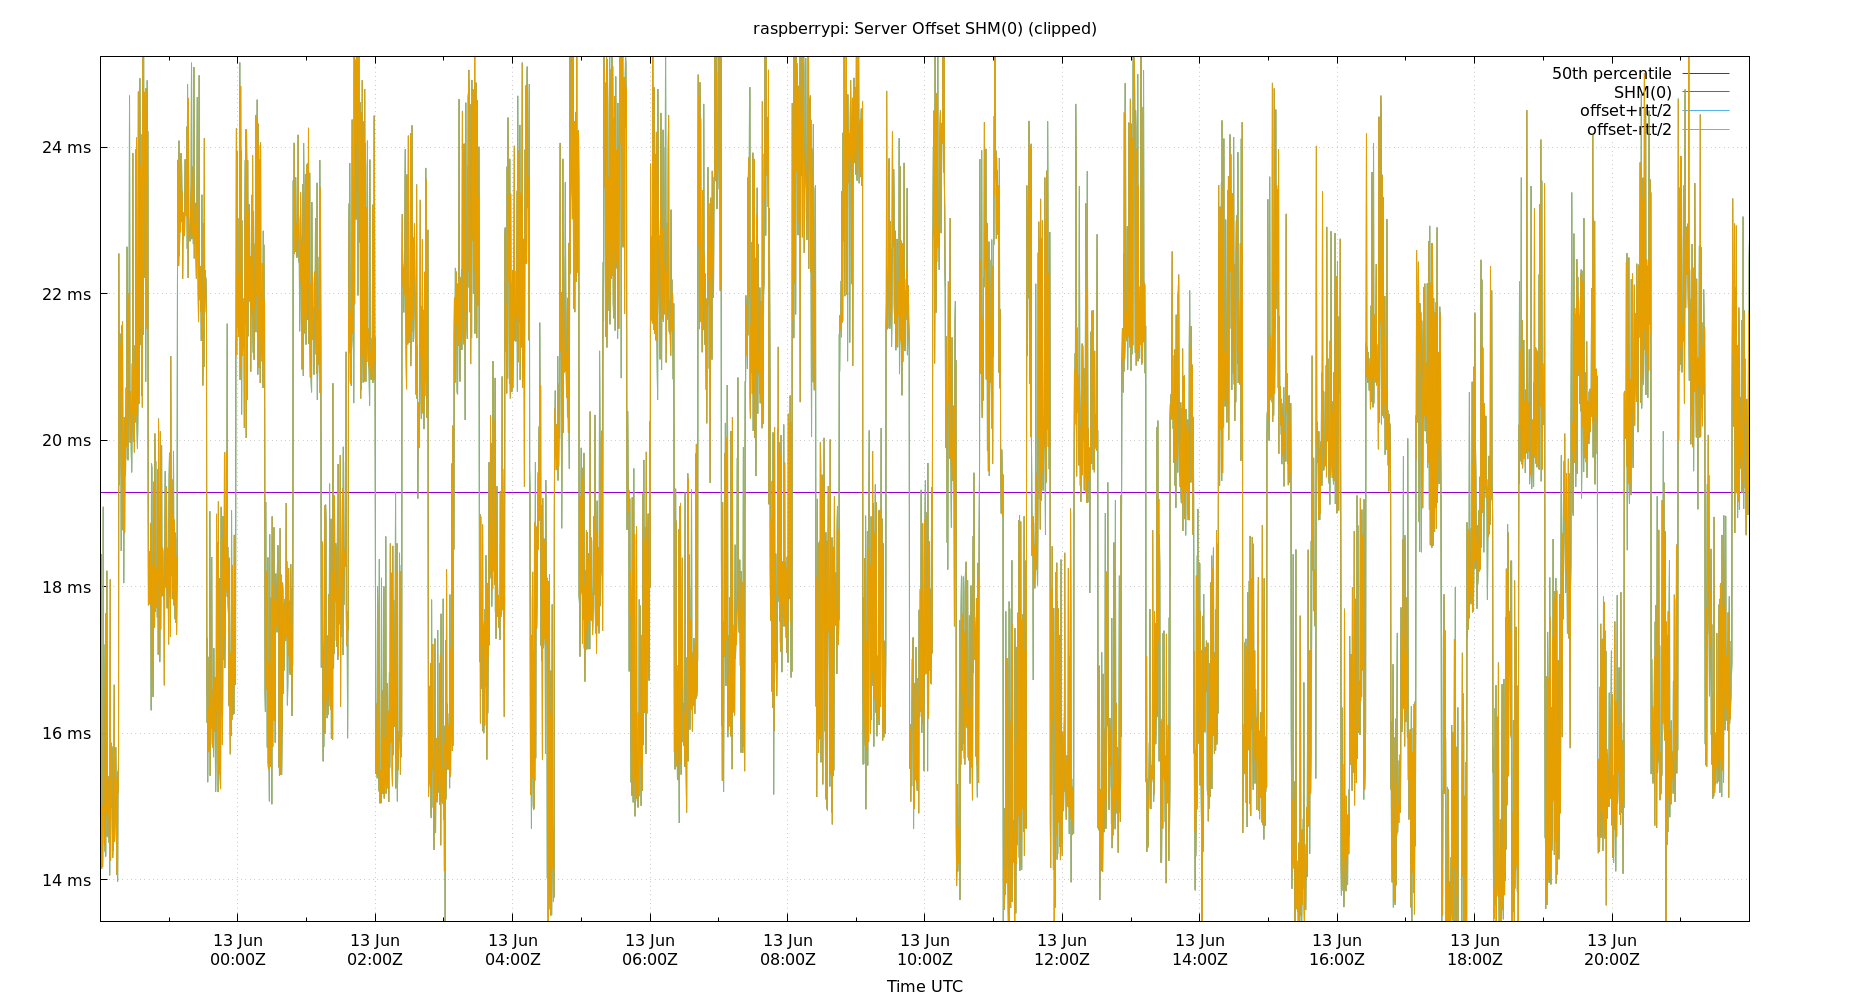 raspberrypi: Server Offset SHM(0) (clipped)
50th percentile
SHM(0)
offset+rtt/2
offset-rtt/2
24 ms
22 ms
20 ms
18 ms
16 ms
14 ms
13 Jun 13 Jun 13 Jun 13 Jun 13 Jun 13 Jun 13 Jun 13 Jun 13 Jun 13 Jun 13 Jun
00:00Z 02:00Z 04:00Z 06:00Z 08:00Z 10:00Z 12:00Z 14:00Z 16:00Z 18:00Z 20:00Z
Time UTC